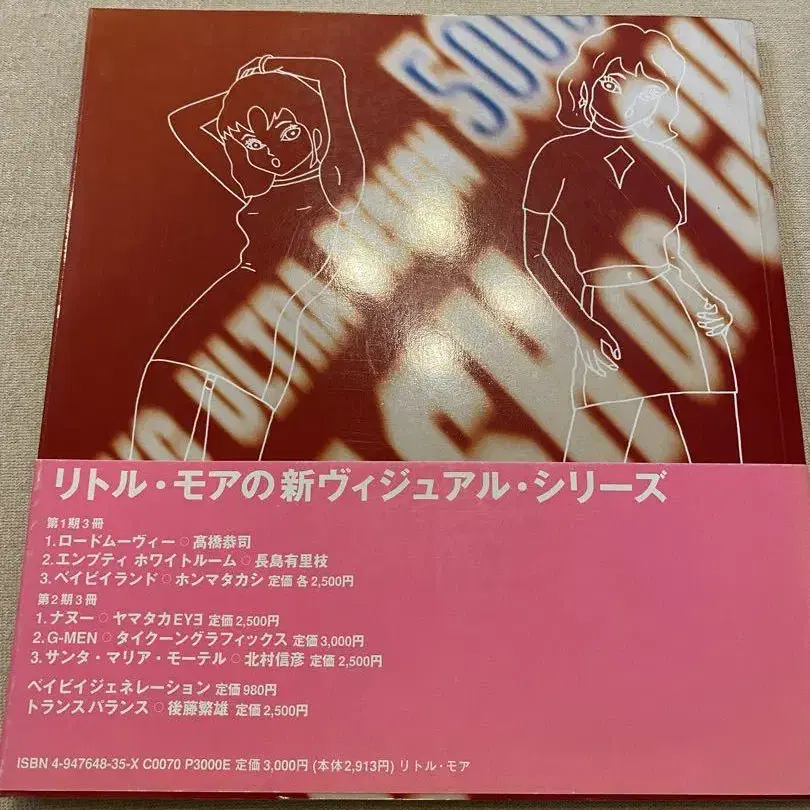 500
ULTRA
リトル・モアの新ヴィジュアル・シリーズ
第1期3冊
1.ロードムーヴィー○髙橋恭司
2.エンプティ ホワイトルーム○長島有里枝
3.ベイビイランド○ホンマタカシ 定価 各2,500円
第2期3冊
1.ナヌー○ヤマタカEYヨ 定価2,500円
2.G-MEN○タイクーングラフィックス 定価3,000円
3.サンタ・マリア・モーテル○北村信彦 定価2,500円
ベイビイジェネレーション 定価980円
トランスバランス○後藤繁雄 定価2,500円
ISBN 4-947648-35-X C0070 P3000E 定価3,000円 (本体2,913円) リトル・モア